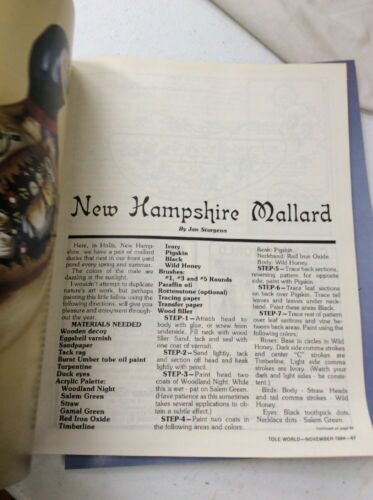 New Hampshire Mallard
By Jan Sturgeon
Here, in Hollis, New Hamp-
shire, we have a pair of mallard
ducks that nest in our front yard
pond every spring and summer.
The colors of the male are
dazzling in the sunlight.
I wouldn't attempt to duplicate
nature's art work, but perhaps
painting this little fellow using the
following directions, will give you
pleasure and enjoyment through-
out the year.
MATERIALS NEEDED
Wooden decoy
Eggshell varnish
Sandpaper
Tack rag
Burnt Umber tube oil paint
Turpentine
Duck eyes
Acrylic Palette:
Woodland Night
Salem Green
Straw
Gamal Green
Red Iron Oxide
Timberline
Ivory
Pigskin
Black
Wild Honey
Brushes:
#1, #3 and #5 Rounds
Paraffin oil
Rottenstone (optional)
Tracing paper
Transfer paper
Wood filler
STEP-1—Attach head to
body with glue, or screw from
underneath. Fill neck with wood
filler. Sand, tack and seal with
one coat of varnish.
STEP-2—Sand lightly, tack
and section off head and beak
lightly with pencil.
STEP-3—Paint head two
coats of Woodland Night. While
this is wet - pat on Salem Green.
(Have patience as this sometimes
takes several applications to ob-
tain a subtle effect.)
STEP-4—Paint two coats in
the following areas and colors.
Beak: Pigskin
Neckband: Red Iron Oxide
Body: Wild Honey
STEP-5—Trace back sections,
reversing pattern for opposite
side, paint with Pigskin.
STEP-6—Trace leaf sections
on back over Pigskin. Trace tail
leaves and leaves under neck-
band. Paint these areas Black.
STEP-7—Trace rest of pattern
over leaf sections and vine be-
tween back areas. Paint using the
following colors:
Roses: Base to circles in Wild
Honey. Dark side comma strokes
and center "C" strokes are
Timberline. Light side comma
strokes are Ivory. (Watch your
dark and light side makes - be
consistent.)
Birds: Body - Straw. Heads
and tail comma strokes - Wild
Honey.
Eyes: Black toothpick dots.
Necklace dots - Salem Green.
Continued on page
TOLE WORLD—NOVEMBER 1984—67